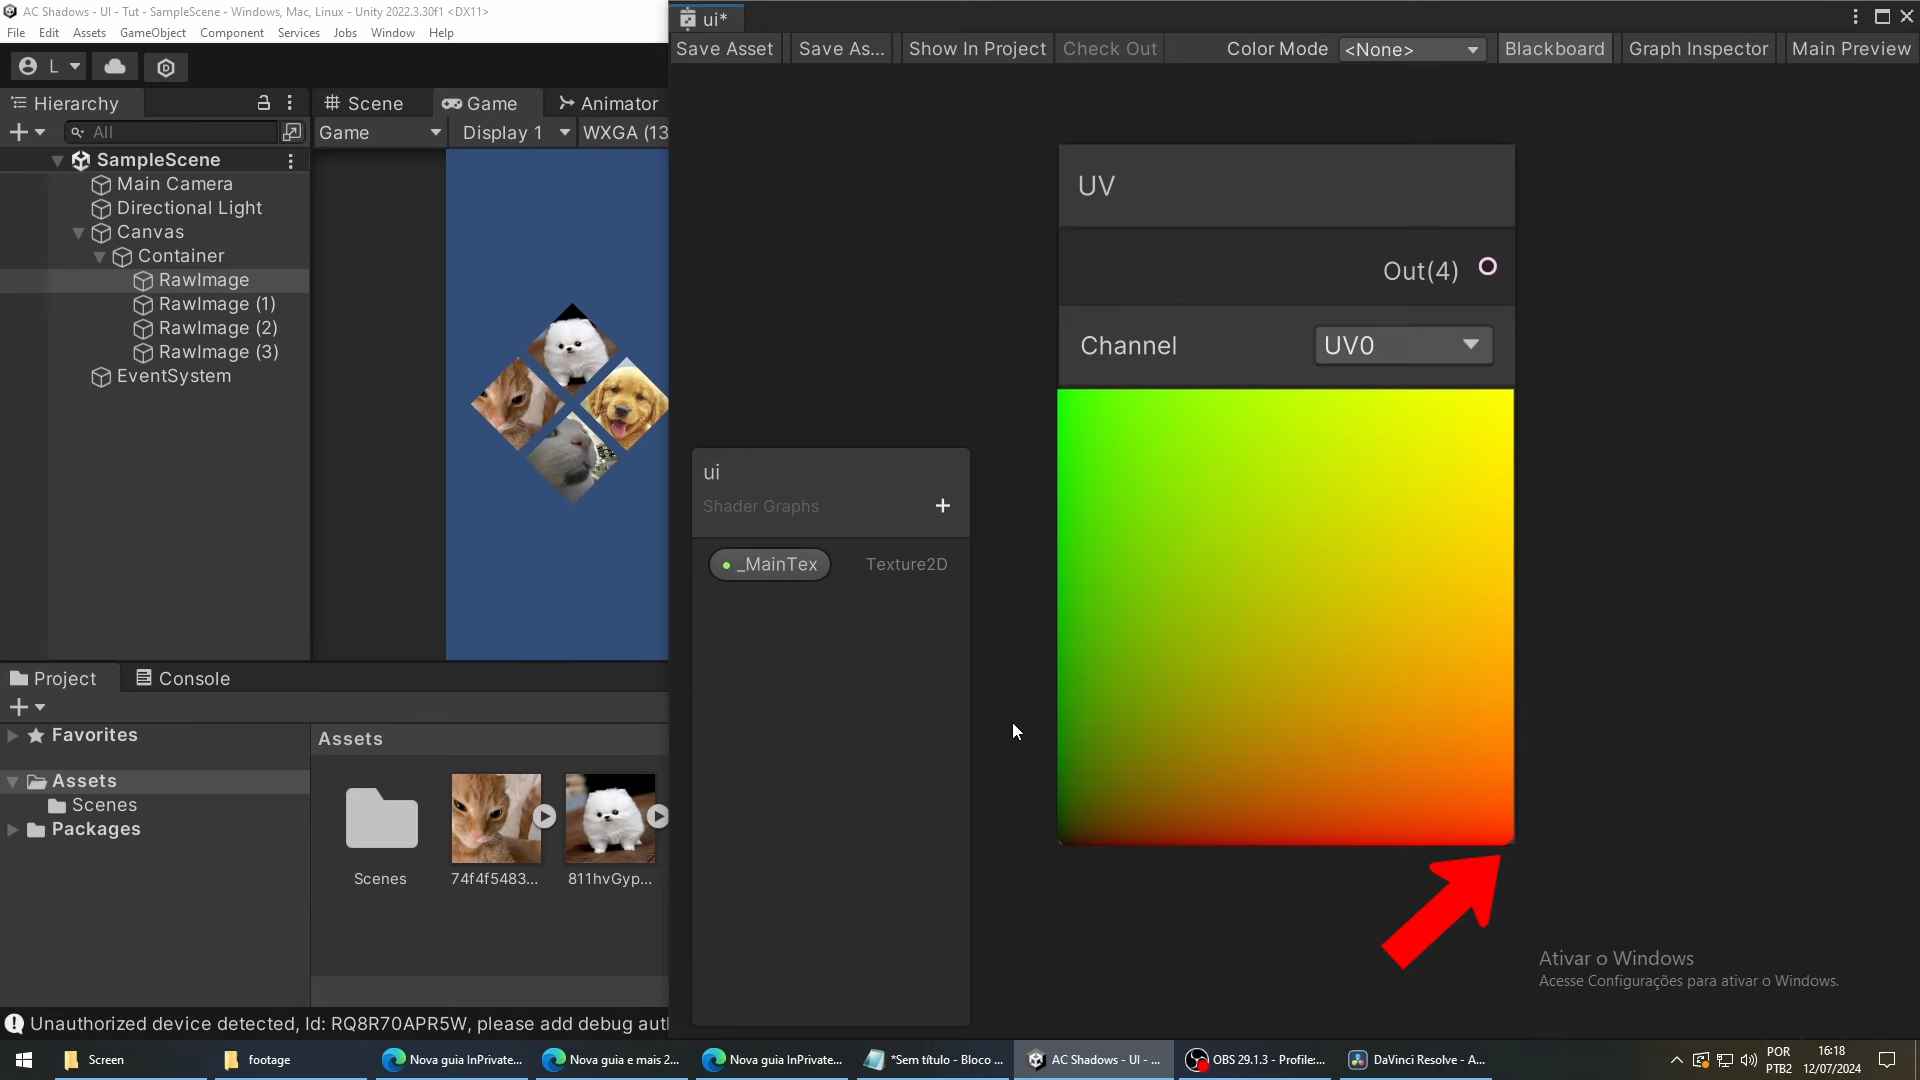 AC Shadows - UI - Tut - SampleScene - Windows, Mac, Linux - Unity 2022.3.30f1 <DX11>
File Edit Assets GameObject Component Services Jobs Window Help
L
Hierarchy
All
SampleScene
Main Camera
Directional Light
Canvas
Container
RawImage
RawImage (1)
RawImage (2)
RawImage (3)
EventSystem
Scene Game Animator
Game Display 1 WXGA (13
ui*
Save Asset Save As... Show In Project Check Out Color Mode <None> Blackboard Graph Inspector Main Preview
UV
Out(4)
Channel UV0
ui
Shader Graphs
_MainTex Texture2D
Project Console
Favorites
Assets
Scenes
Packages
Assets
Scenes 74f4f5483... 811hvGyp...
Unauthorized device detected, Id: RQ8R70APR5W, please add debug aut
Ativar o Windows
Acesse Configurações para ativar o Windows.
Screen footage Nova guia InPrivate... Nova guia e mais 2... Nova guia InPrivate... *Sem título - Bloco ... AC Shadows - UI - ... OBS 29.1.3 - Profile:... DaVinci Resolve - A...
POR
PTB2
16:18
12/07/2024